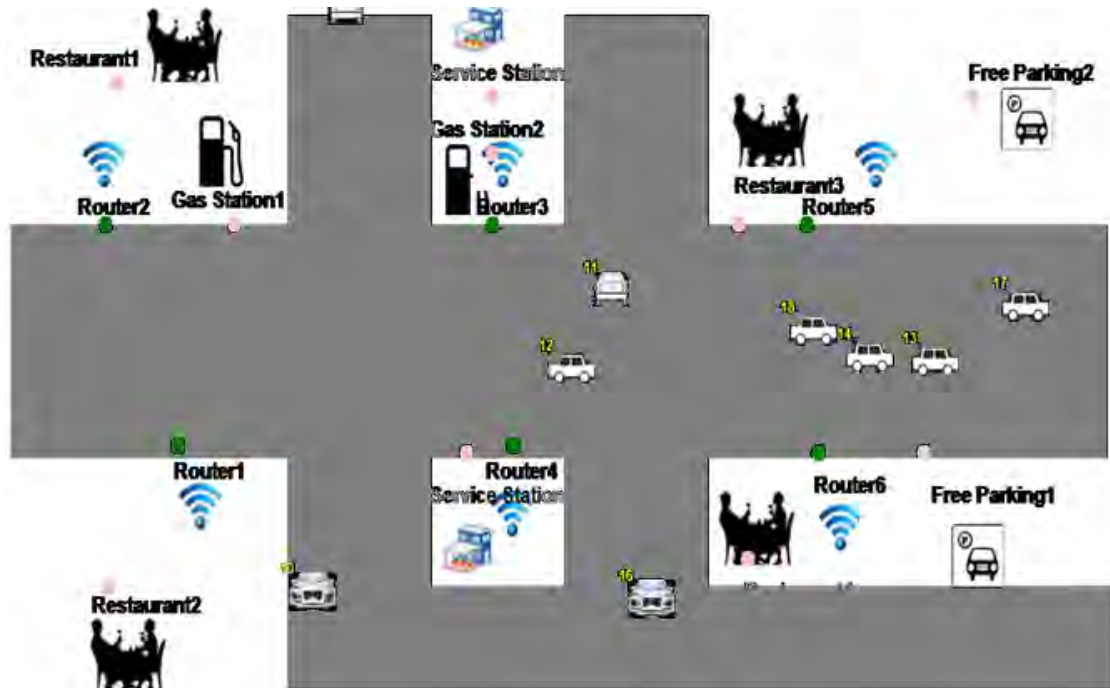 Restaurant1
Service Station
Free Parking2
Gas Station2
Restaurant3
Router2
Gas Station1
Router3
Router5
11
17
18
14
13
12
Router1
Router4
Service Station
Router6
Free Parking1
16
Restaurant2
P
P